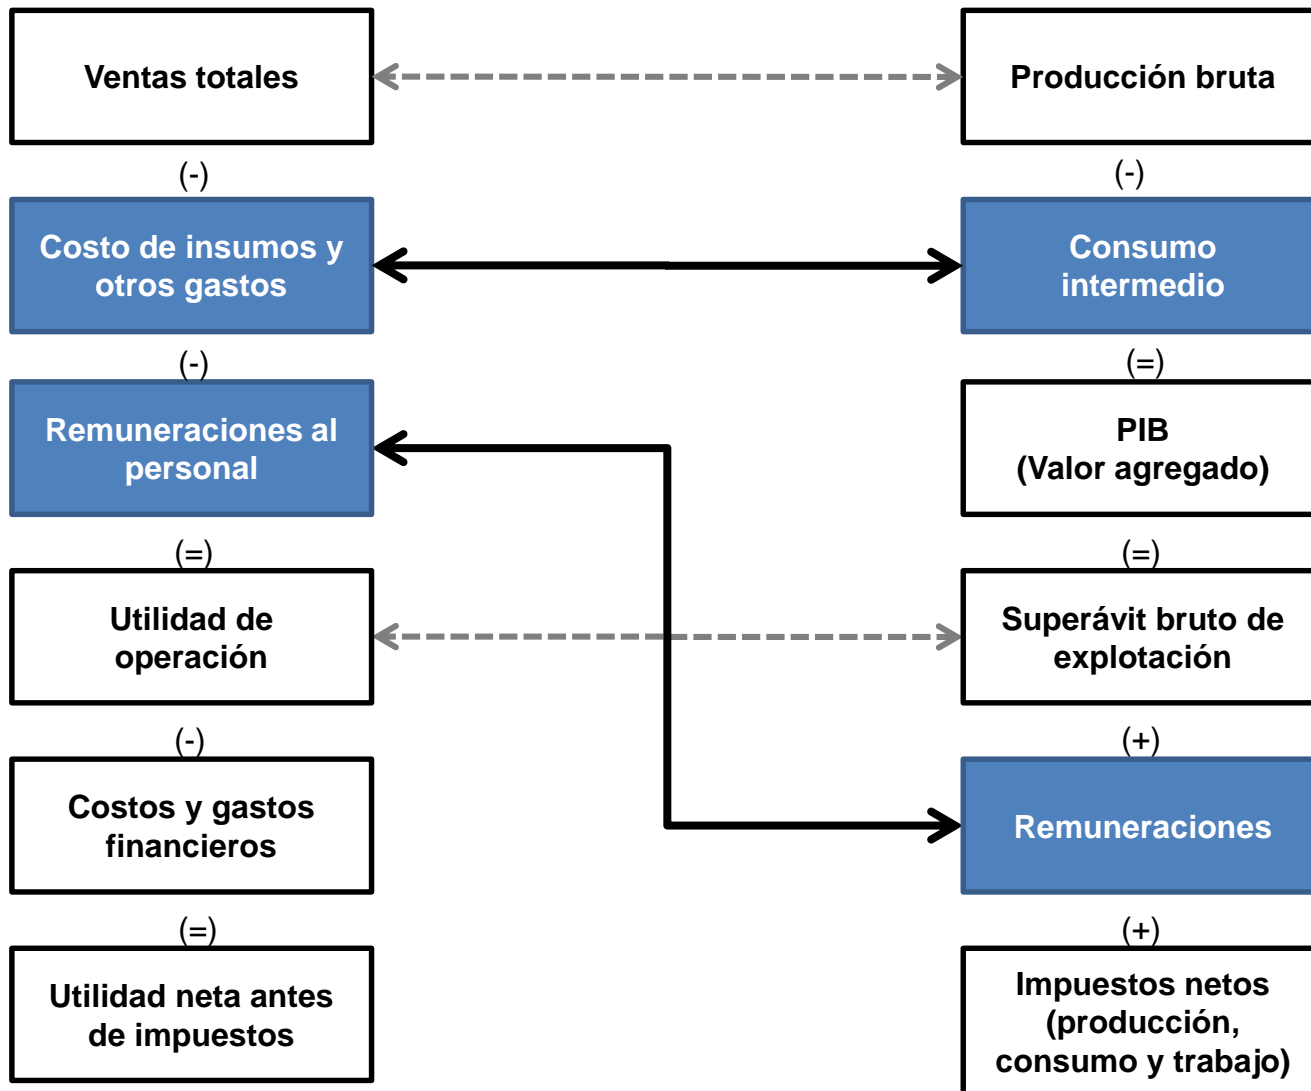 Ventas totales
(-)
Costo de insumos y
otros gastos
(-)
Remuneraciones al
personal
(=)
Utilidad de
operación
(-)
Costos y gastos
financieros
(=)
Utilidad neta antes
de impuestos
Producción bruta
(-)
Consumo
intermedio
(=)
PIB
(Valor agregado)
(=)
Superávit bruto de
explotación
(+)
Remuneraciones
(+)
Impuestos netos
(producción,
consumo y trabajo)